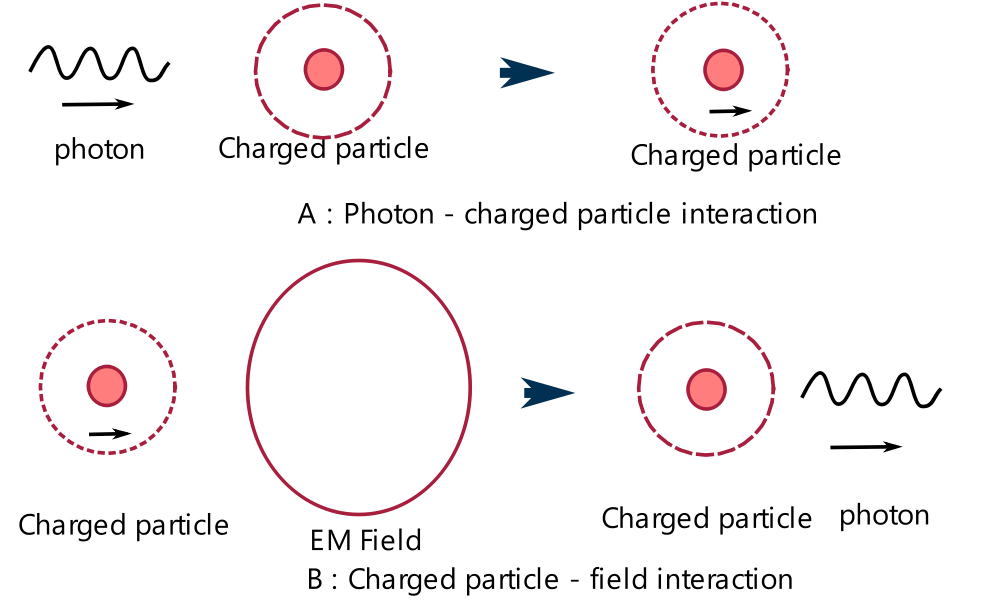 photon
Charged particle
Charged particle
A : Photon - charged particle interaction
Charged particle
EM Field
Charged particle
photon
B : Charged particle - field interaction